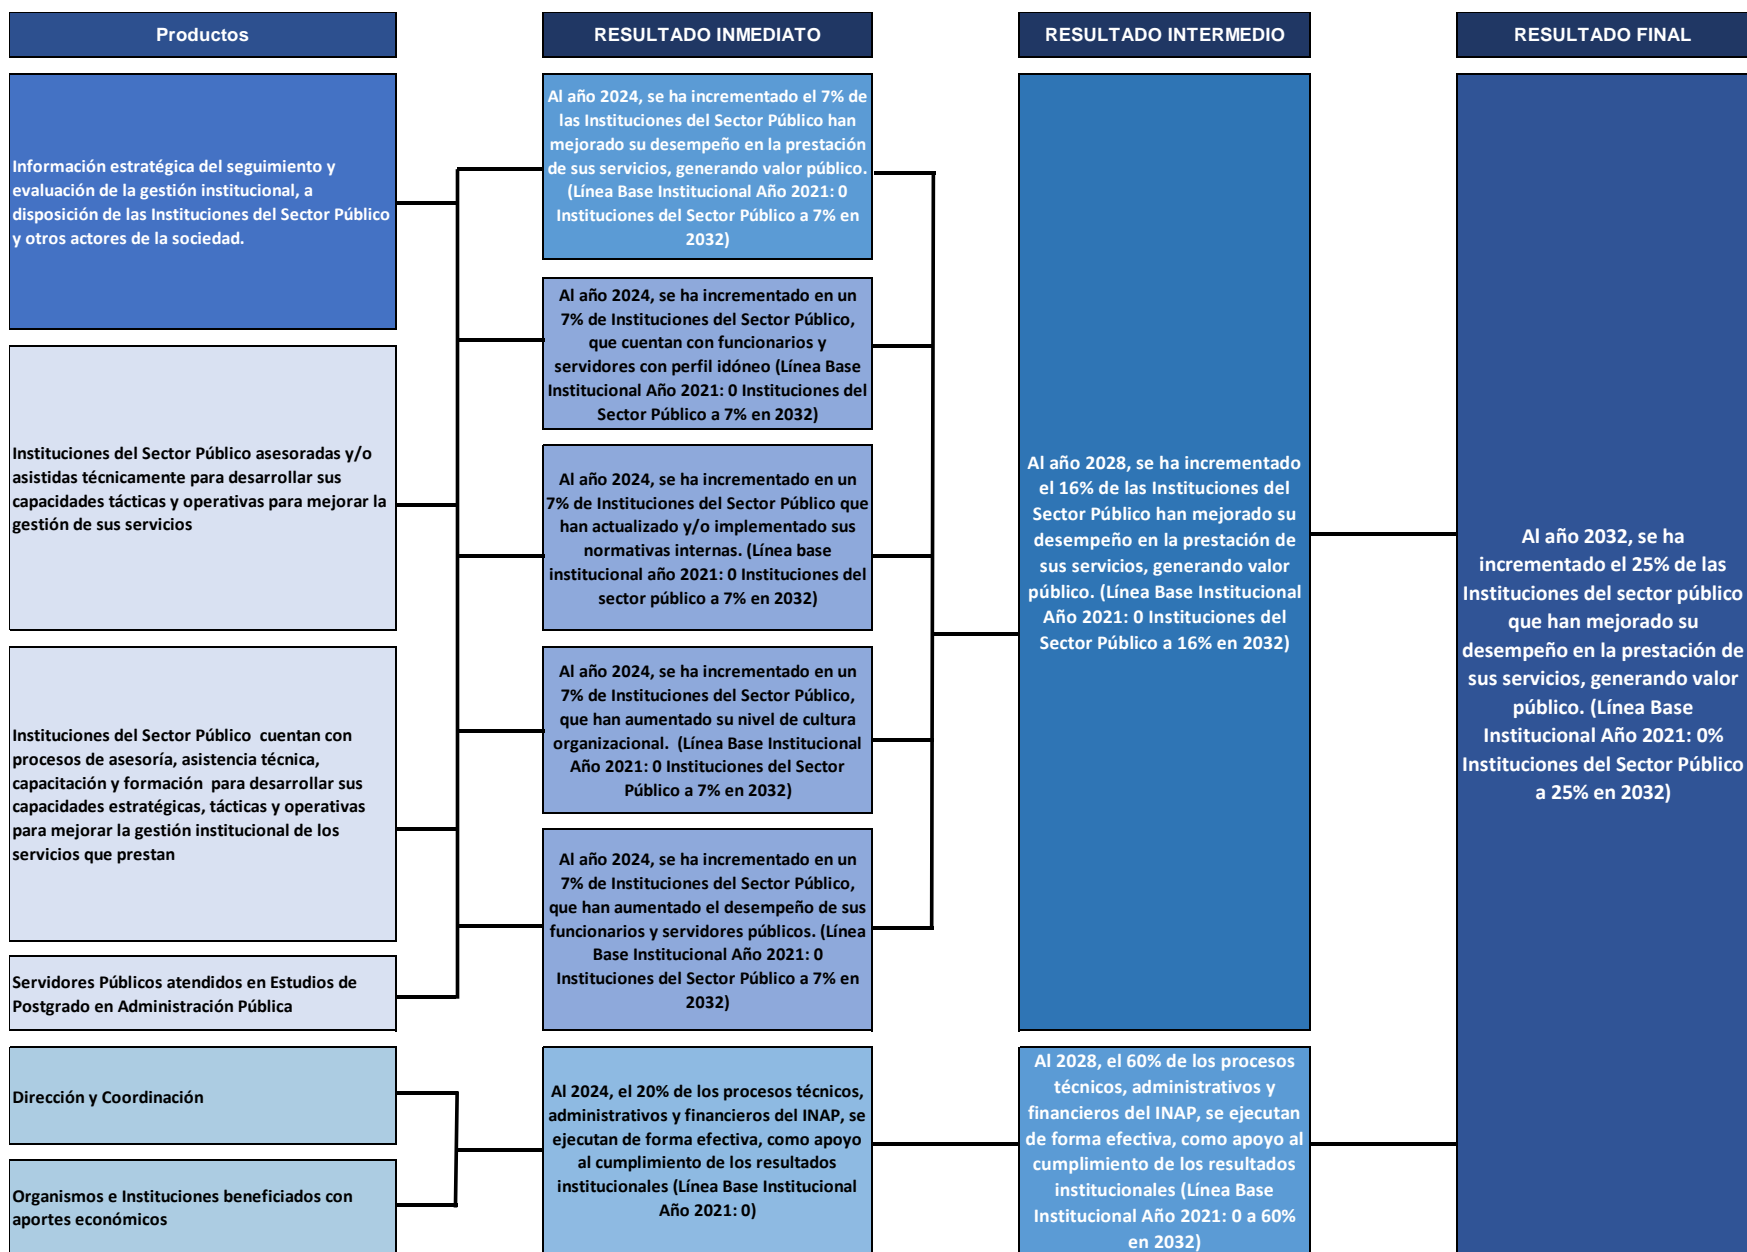 Productos
RESULTADO INMEDIATO
RESULTADO INTERMEDIO
RESULTADO FINAL
Información estratégica del seguimiento y
evaluación de la gestión institucional, a
disposición de las Instituciones del Sector Público
y otros actores de la sociedad.
Instituciones del Sector Público asesoradas y/o
asistidas técnicamente para desarrollar sus
capacidades tácticas y operativas para mejorar la
gestión de sus servicios
Instituciones del Sector Público  cuentan con
procesos de asesoría, asistencia técnica,
capacitación y formación  para desarrollar sus
capacidades estratégicas, tácticas y operativas
para mejorar la gestión institucional de los
servicios que prestan
Servidores Públicos atendidos en Estudios de
Postgrado en Administración Pública
Dirección y Coordinación
Organismos e Instituciones beneficiados con
aportes económicos
Al año 2024, se ha incrementado el 7% de
las Instituciones del Sector Público han
mejorado su desempeño en la prestación
de sus servicios, generando valor público.
(Línea Base Institucional Año 2021: 0
Instituciones del Sector Público a 7% en
2032)
Al año 2024, se ha incrementado en un
7% de Instituciones del Sector Público,
que cuentan con funcionarios y
servidores con perfil idóneo (Línea Base
Institucional Año 2021: 0 Instituciones del
Sector Público a 7% en 2032)
Al año 2024, se ha incrementado en un
7% de Instituciones del Sector Público que
han actualizado y/o implementado sus
normativas internas. (Línea base
institucional año 2021: 0 Instituciones del
sector público a 7% en 2032)
Al año 2024, se ha incrementado en un
7% de Instituciones del Sector Público,
que han aumentado su nivel de cultura
organizacional.  (Línea Base Institucional
Año 2021: 0 Instituciones del Sector
Público a 7% en 2032)
Al año 2024, se ha incrementado en un
7% de Instituciones del Sector Público,
que han aumentado el desempeño de sus
funcionarios y servidores públicos. (Línea
Base Institucional Año 2021: 0
Instituciones del Sector Público a 7% en
2032)
Al 2024, el 20% de los procesos técnicos,
administrativos y financieros del INAP, se
ejecutan de forma efectiva, como apoyo
al cumplimiento de los resultados
institucionales (Línea Base Institucional
Año 2021: 0)
Al año 2028, se ha incrementado
el 16% de las Instituciones del
Sector Público han mejorado su
desempeño en la prestación de
sus servicios, generando valor
público. (Línea Base Institucional
Año 2021: 0 Instituciones del
Sector Público a 16% en 2032)
Al 2028, el 60% de los procesos
técnicos, administrativos y
financieros del INAP, se ejecutan
de forma efectiva, como apoyo al
cumplimiento de los resultados
institucionales (Línea Base
Institucional Año 2021: 0 a 60%
en 2032)
Al año 2032, se ha
incrementado el 25% de las
Instituciones del sector público
que han mejorado su
desempeño en la prestación de
sus servicios, generando valor
público. (Línea Base
Institucional Año 2021: 0%
Instituciones del Sector Público
a 25% en 2032)